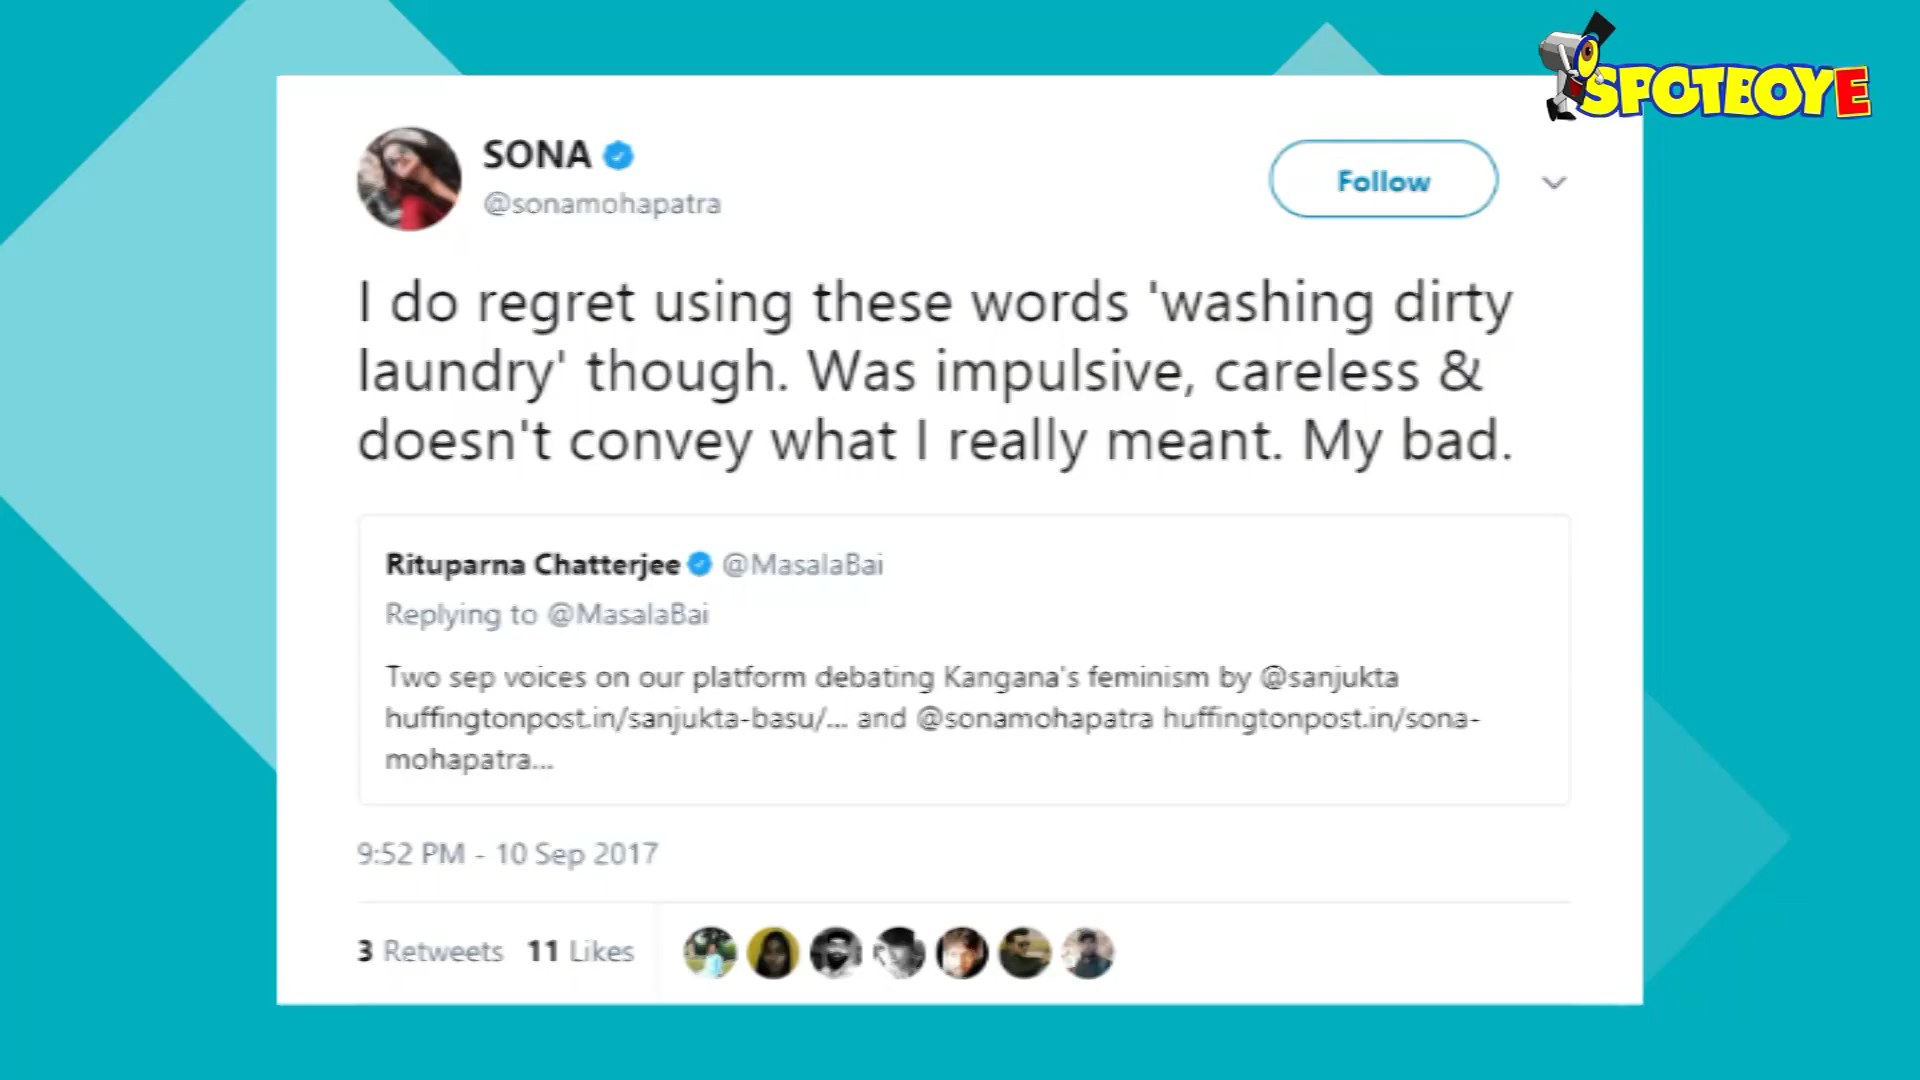 SPOTBOYE
SONA
@sonamohapatra
Follow
I do regret using these words 'washing dirty
laundry' though. Was impulsive, careless &
doesn't convey what I really meant. My bad.
Rituparna Chatterjee @MasalaBai
Replying to @MasalaBai
Two sep voices on our platform debating Kangana's feminism by @sanjukta
huffingtonpost.in/sanjukta-basu/... and @sonamohapatra huffingtonpost.in/sona-
mohapatra...
9:52 PM - 10 Sep 2017
3 Retweets 11 Likes